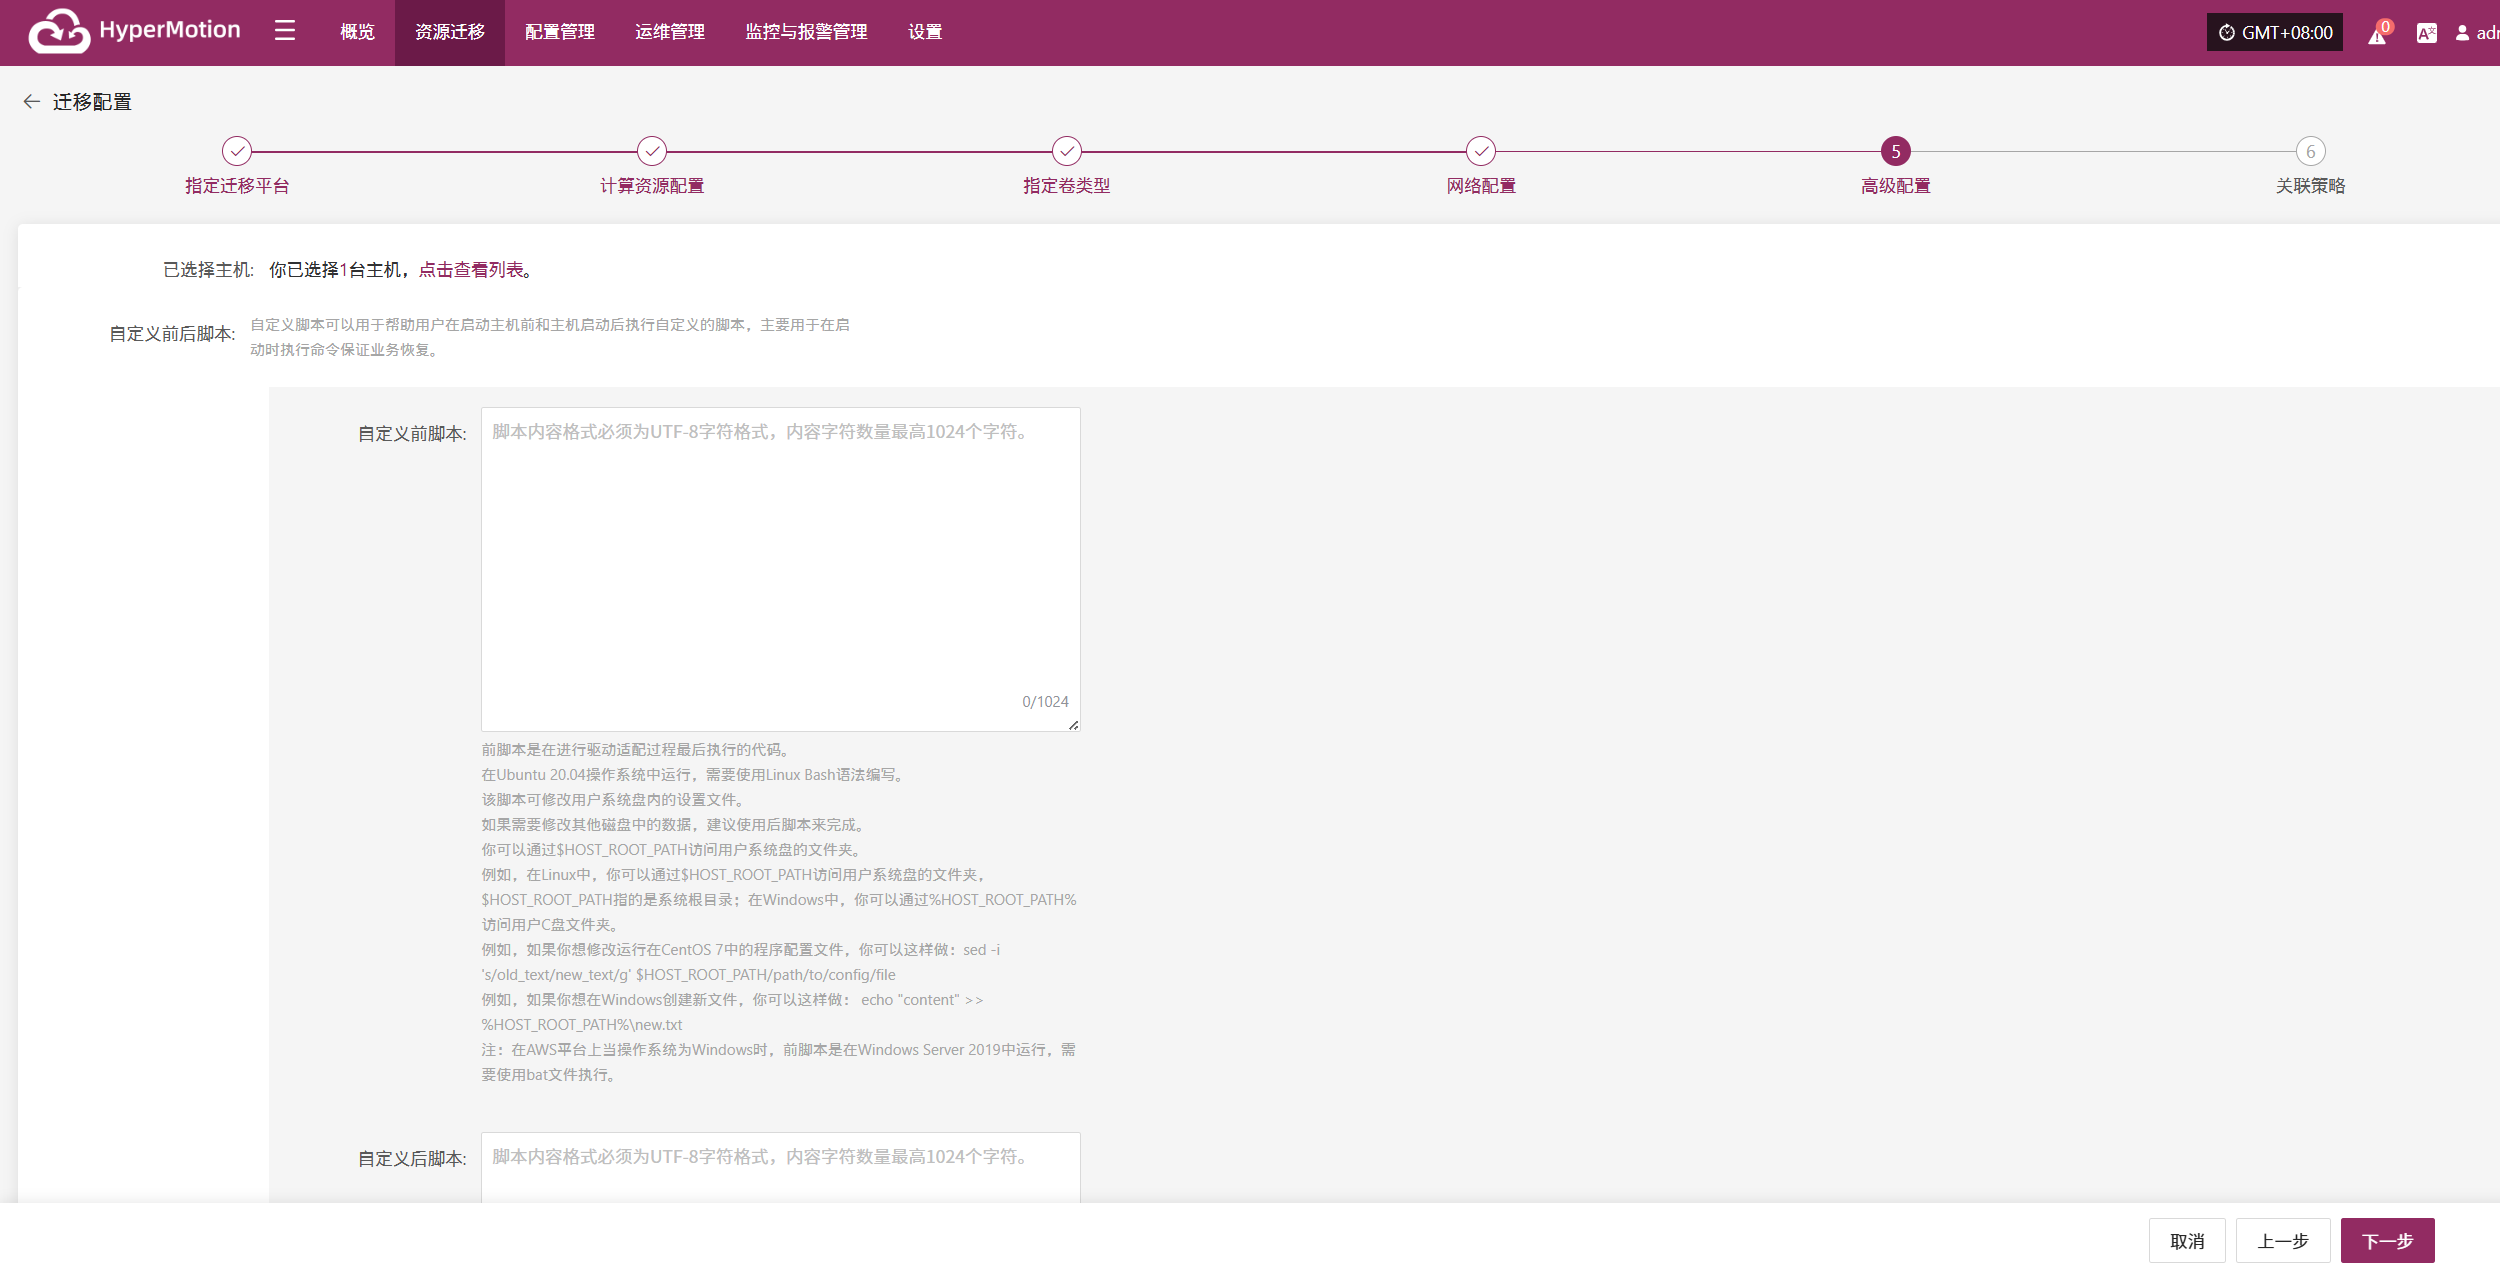 HyperMotion
概览
资源迁移
配置管理
运维管理
监控与报警管理
设置
GMT+08:00
0
adm
迁移配置
指定迁移平台
计算资源配置
指定卷类型
网络配置
5
高级配置
6
关联策略
已选择主机: 你已选择1台主机，点击查看列表。
自定义前后脚本: 自定义脚本可以用于帮助用户在启动主机前和主机启动后执行自定义的脚本，主要用于在启
动时执行命令保证业务恢复。
自定义前脚本: 脚本内容格式必须为UTF-8字符格式，内容字符数量最高1024个字符。
0/1024
前脚本是在进行驱动适配过程最后执行的代码。
在Ubuntu 20.04操作系统中运行，需要使用Linux Bash语法编写。
该脚本可修改用户系统盘内的设置文件。
如果需要修改其他磁盘中的数据，建议使用后脚本来完成。
你可以通过$HOST_ROOT_PATH访问用户系统盘的文件夹。
例如，在Linux中，你可以通过$HOST_ROOT_PATH访问用户系统盘的文件夹，
$HOST_ROOT_PATH指的是系统根目录；在Windows中，你可以通过%HOST_ROOT_PATH%
访问用户C盘文件夹。
例如，如果你想修改运行在CentOS 7中的程序配置文件，你可以这样做：sed -i
's/old_text/new_text/g' $HOST_ROOT_PATH/path/to/config/file
例如，如果你想在Windows创建新文件，你可以这样做： echo "content" >>
%HOST_ROOT_PATH%\new.txt
注：在AWS平台上当操作系统为Windows时，前脚本是在Windows Server 2019中运行，需
要使用bat文件执行。
自定义后脚本: 脚本内容格式必须为UTF-8字符格式，内容字符数量最高1024个字符。
取消
上一步
下一步